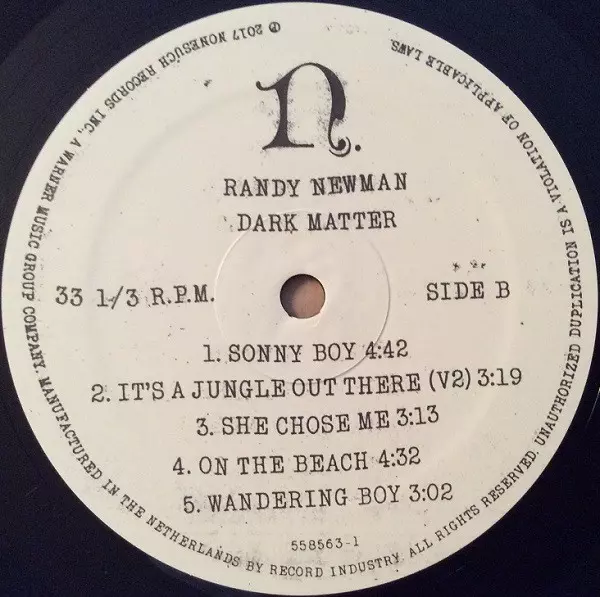 n.
RANDY NEWMAN
DARK MATTER
33 1/3 R.P.M.
SIDE B
1. SONNY BOY 4:42
2. IT'S A JUNGLE OUT THERE (V2) 3:19
3. SHE CHOSE ME 3:13
4. ON THE BEACH 4:32
5. WANDERING BOY 3:02
558563-1
℗ 2017 NONESUCH RECORDS INC., A WARNER MUSIC GROUP COMPANY. MANUFACTURED IN THE NETHERLANDS BY RECORD INDUSTRY. ALL RIGHTS RESERVED. UNAUTHORIZED DUPLICATION IS A VIOLATION OF APPLICABLE LAWS.